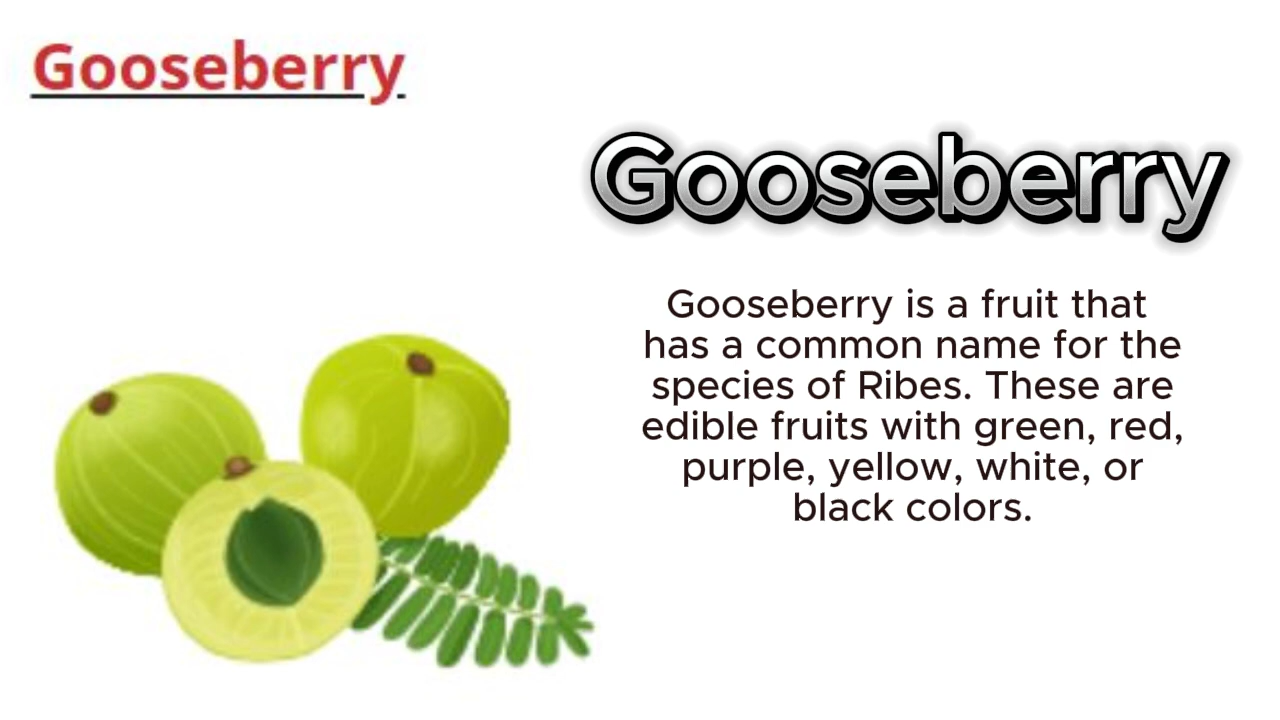 Gooseberry
Gooseberry
Gooseberry is a fruit that
has a common name for the
species of Ribes. These are
edible fruits with green, red,
purple, yellow, white, or
black colors.